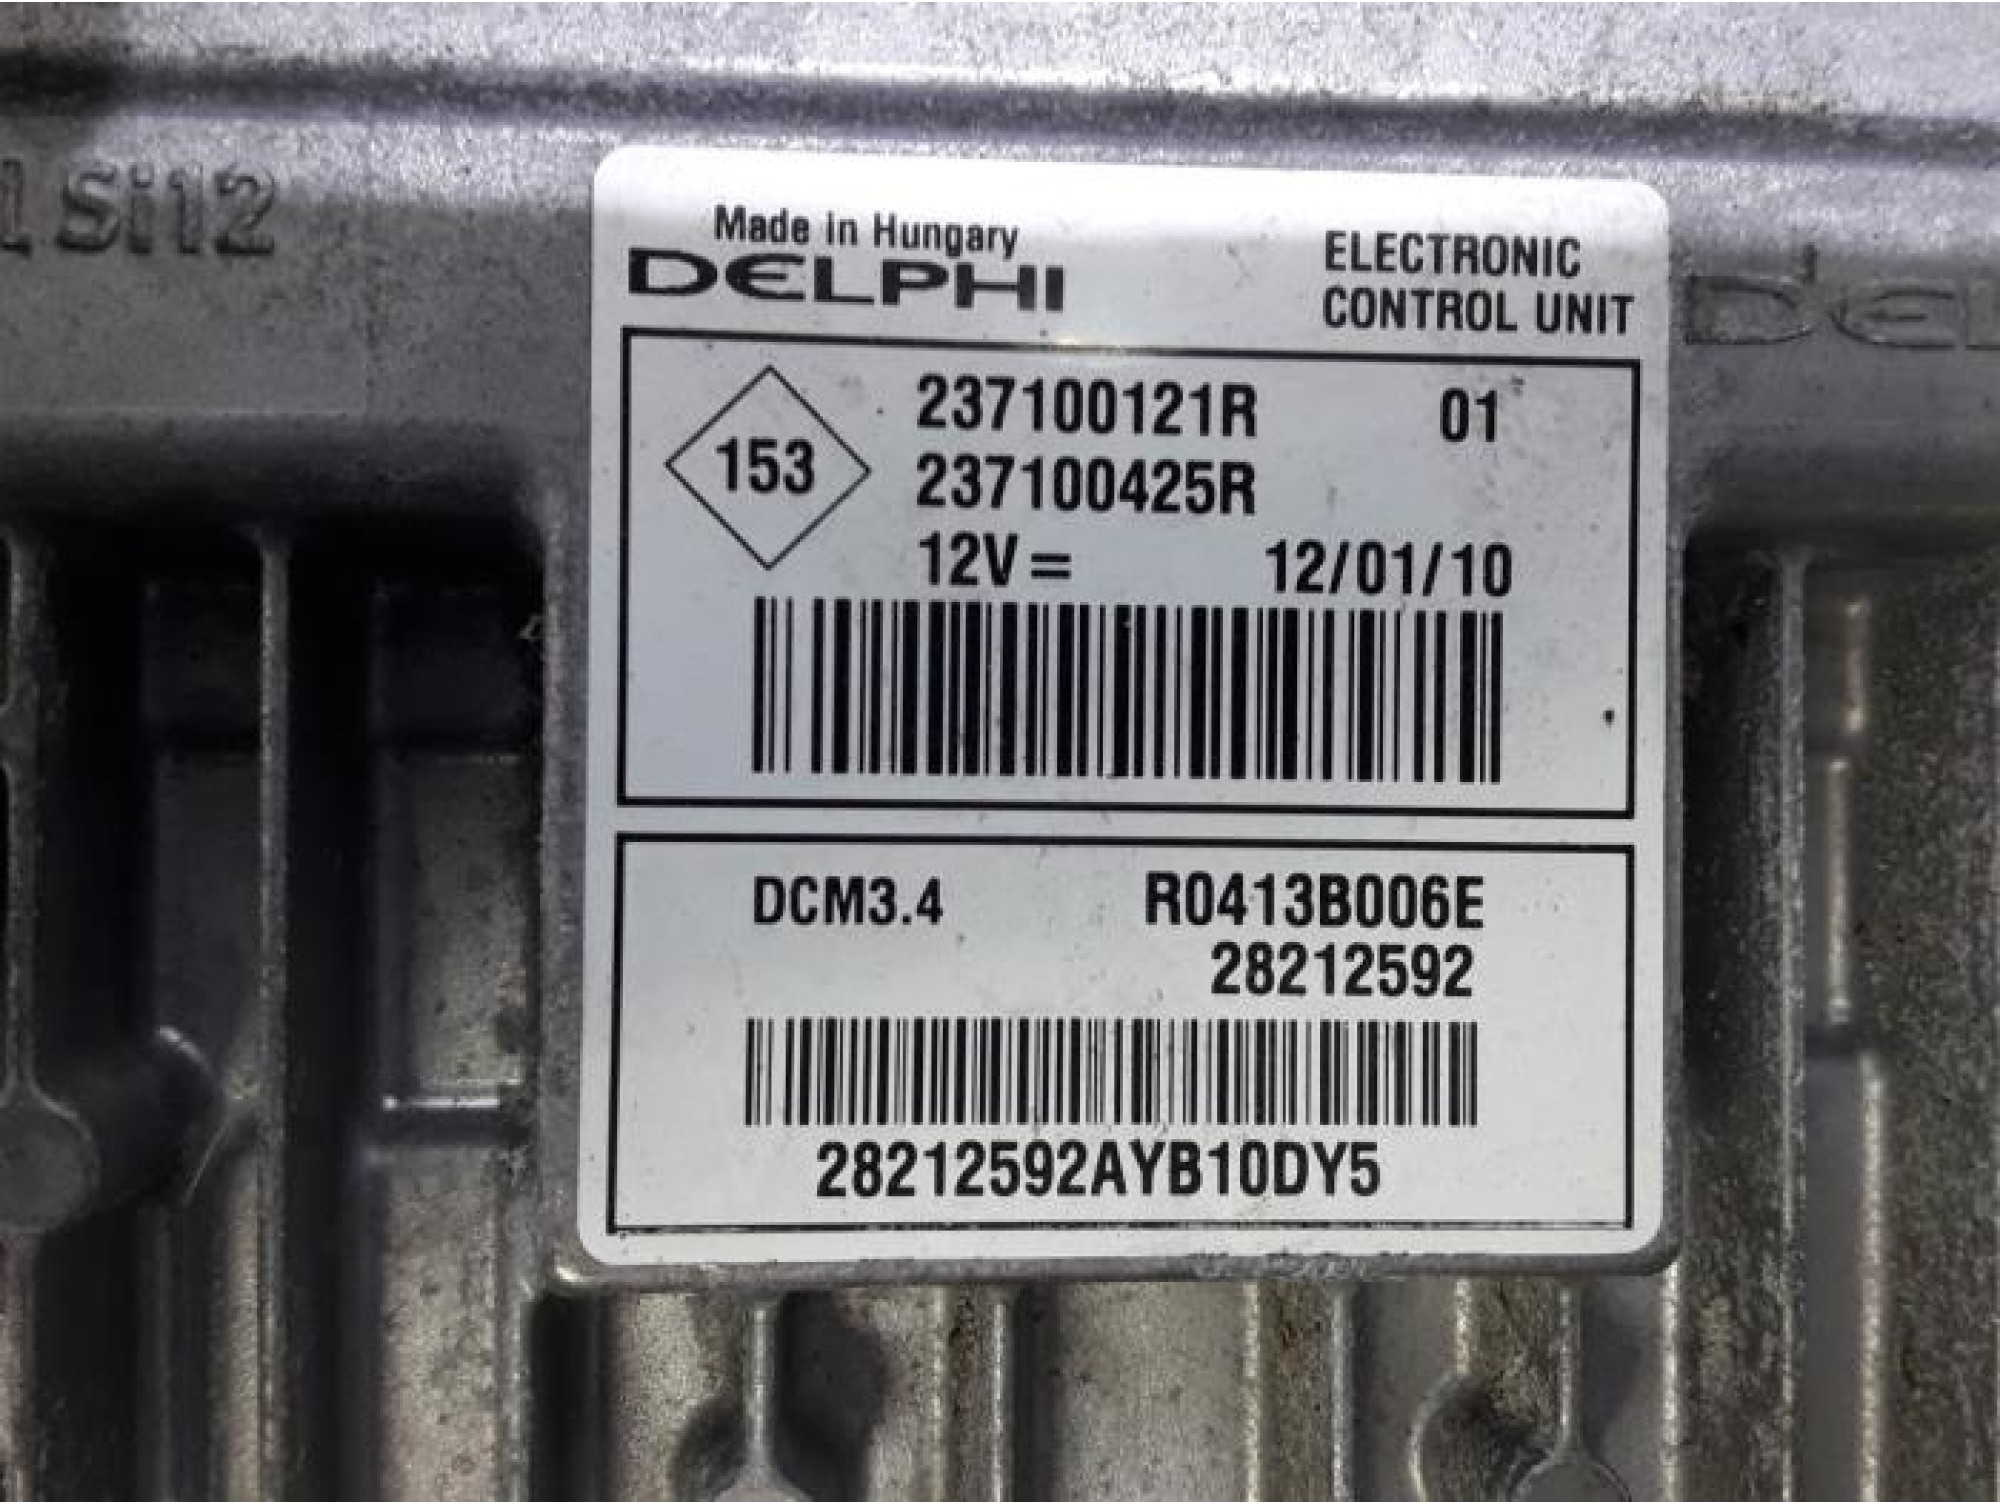 Si12
Made in Hungary
DELPHI
ELECTRONIC
CONTROL UNIT
DEL
153
237100121R 01
237100425R
12V= 12/01/10
DCM3.4 R0413B006E
28212592
28212592AYB10DY5